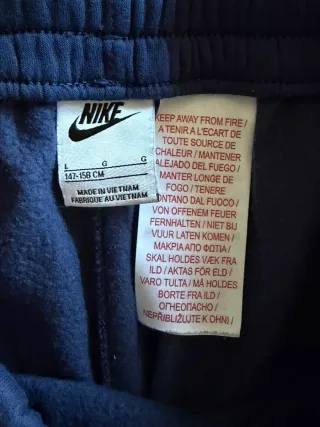 NIKE
L G G
147-158 CM
MADE IN VIETNAM
FABRIQUE AU VIETNAM
KEEP AWAY FROM FIRE /
A TENIR A L'ECART DE
TOUTE SOURCE DE
CHALEUR / MANTENER
ALEJADO DEL FUEGO /
MANTER LONGE DE
FOGO / TENERE
LONTANO DAL FUOCO /
VON OFFENEM FEUER
FERNHALTEN / NIET BIJ
VUUR LATEN KOMEN /
ΜΑΚΡΙΑ ΑΠΟ ΦΩΤΙΑ /
SKAL HOLDES VÆK FRA
ILD / AKTAS FÖR ELD /
VARO TULTA / MÅ HOLDES
BORTE FRA ILD /
ОГНЕОПАСНО /
NEPŘIBLIŽUJTE K OHNI /